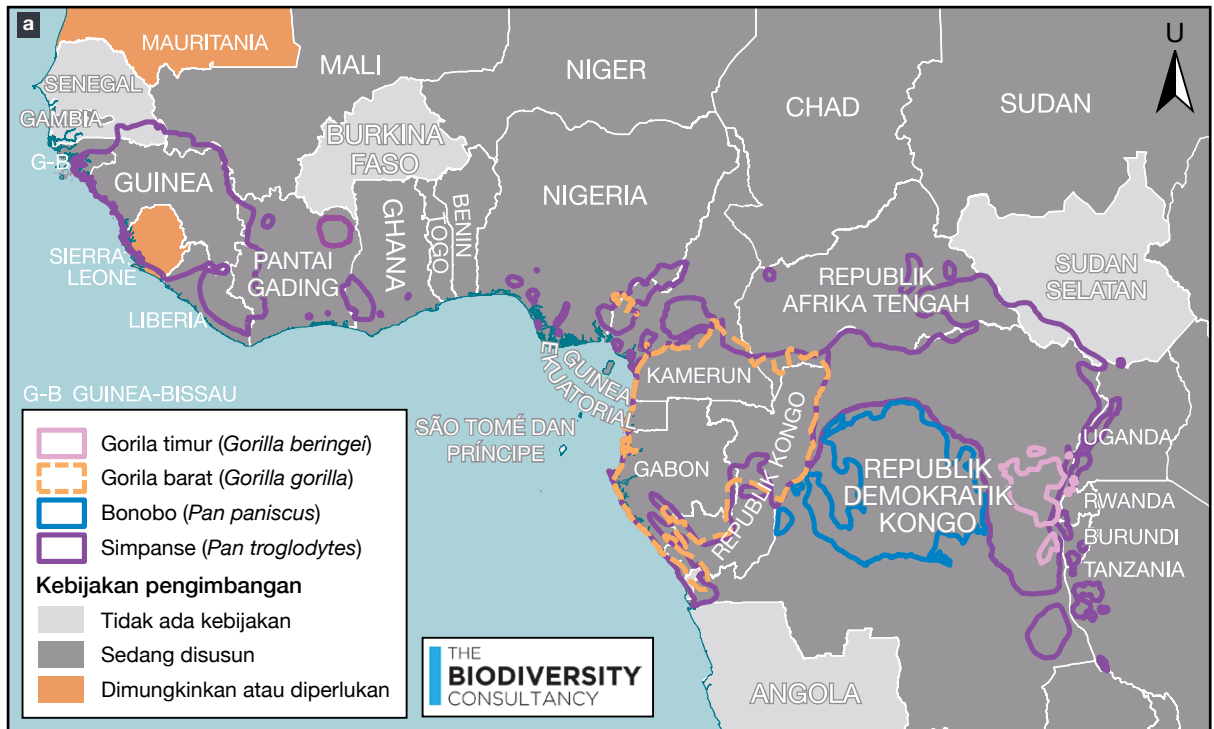 a
U
MAURITANIA
MALI
NIGER
CHAD
SUDAN
SENEGAL
GAMBIA
G-B
GUINEA
BURKINA
FASO
NIGERIA
GHANA
TOGO
BENIN
SIERRA
LEONE
PANTAI
GADING
LIBERIA
REPUBLIK
AFRIKA TENGAH
SUDAN
SELATAN
GUINEA
EKUATORIAL
KAMERUN
SÃO TOMÉ DAN
PRÍNCIPE
GABON
REPUBLIK KONGO
REPUBLIK
DEMOKRATIK
KONGO
UGANDA
RWANDA
BURUNDI
TANZANIA
ANGOLA
G-B GUINEA-BISSAU
Gorila timur (Gorilla beringei)
Gorila barat (Gorilla gorilla)
Bonobo (Pan paniscus)
Simpanse (Pan troglodytes)
Kebijakan pengimbangan
Tidak ada kebijakan
Sedang disusun
Dimungkinkan atau diperlukan
THE
BIODIVERSITY
CONSULTANCY